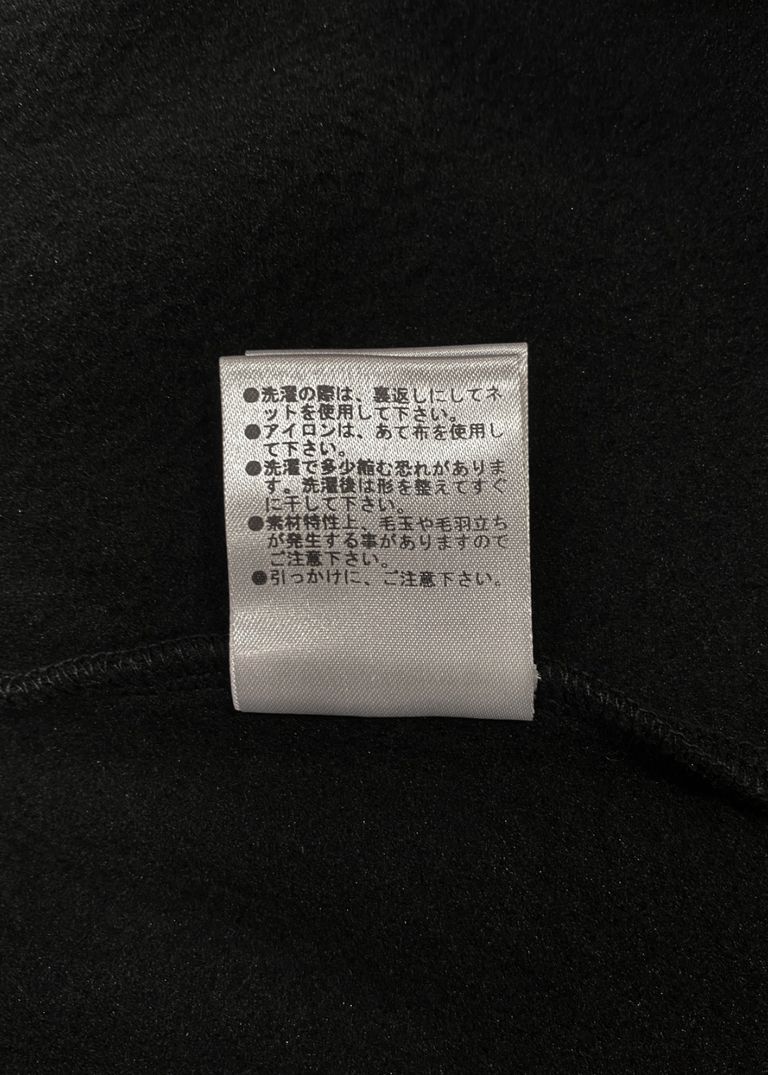 ●洗濯の際は、裏返しにしてネ
ットを使用して下さい。
●アイロンは、あて布を使用し
て下さい。
●洗濯で多少縮む恐れがありま
す。洗濯後は形を整えてすぐ
に干して下さい。
●素材特性上、毛玉や毛羽立ち
が発生する事がありますので
ご注意下さい。
●引っかけに、ご注意下さい。